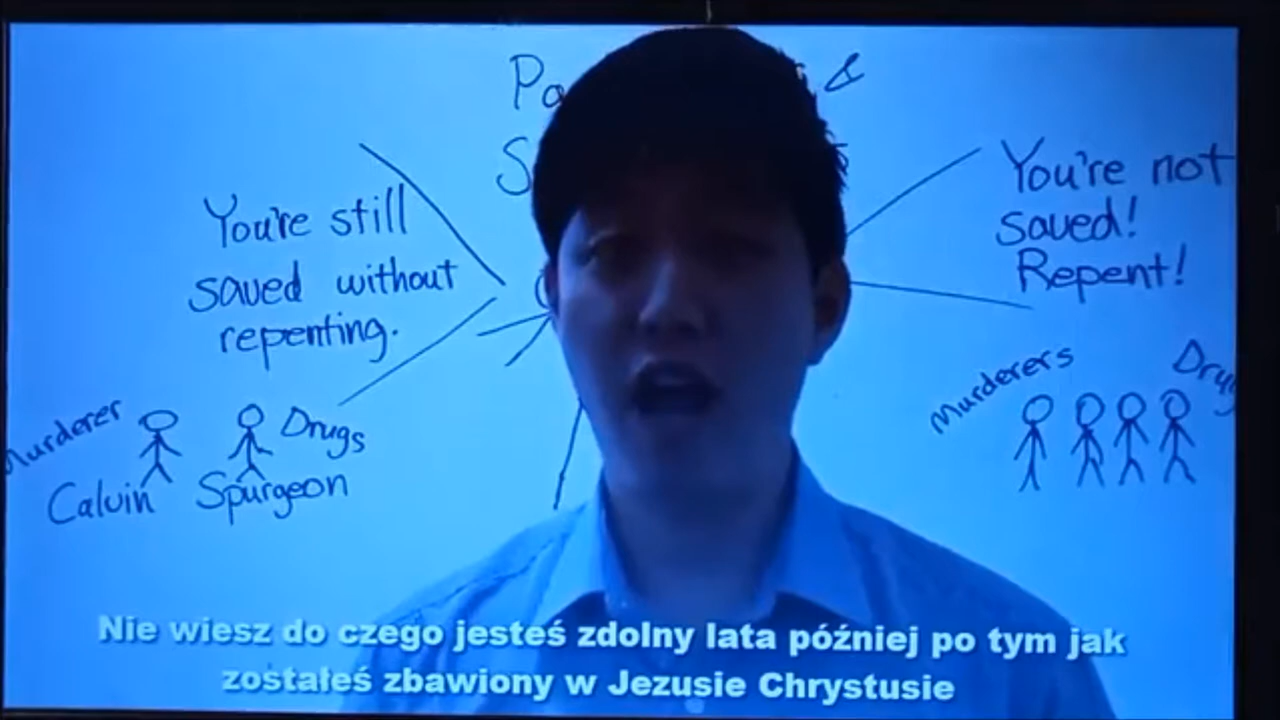 You're still
saved without
repenting.
Murderer
Drugs
Calvin
Spurgeon
You're not
saved!
Repent!
Murderers
Nie wiesz do czego jesteś zdolny lata później po tym jak
zostałeś zbawiony w Jezusie Chrystusie